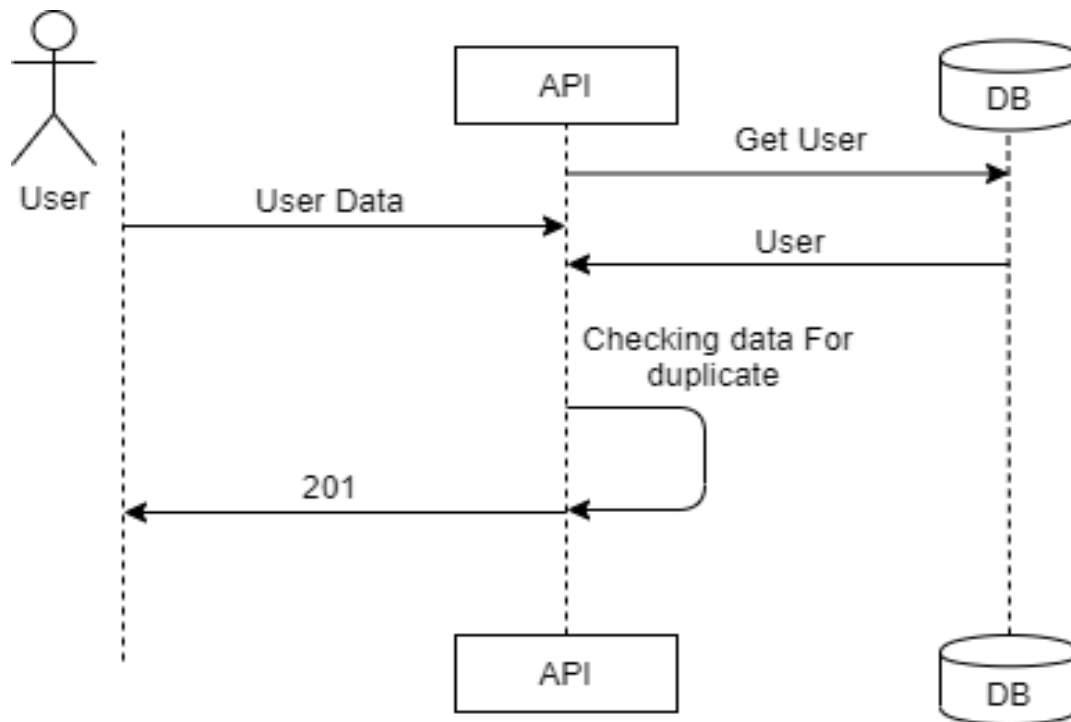 API
DB
Get User
User
User Data
User
Checking data For
duplicate
201
API
DB